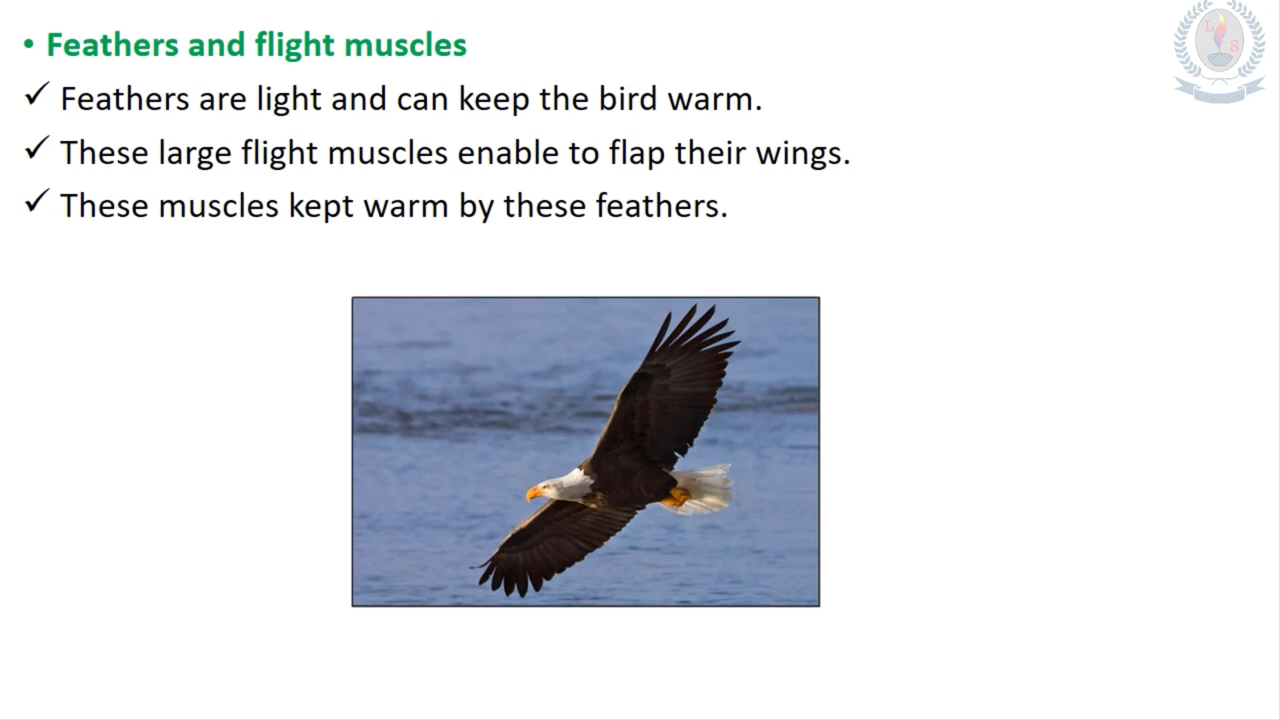 • Feathers and flight muscles
✓ Feathers are light and can keep the bird warm.
✓ These large flight muscles enable to flap their wings.
✓ These muscles kept warm by these feathers.
L
S